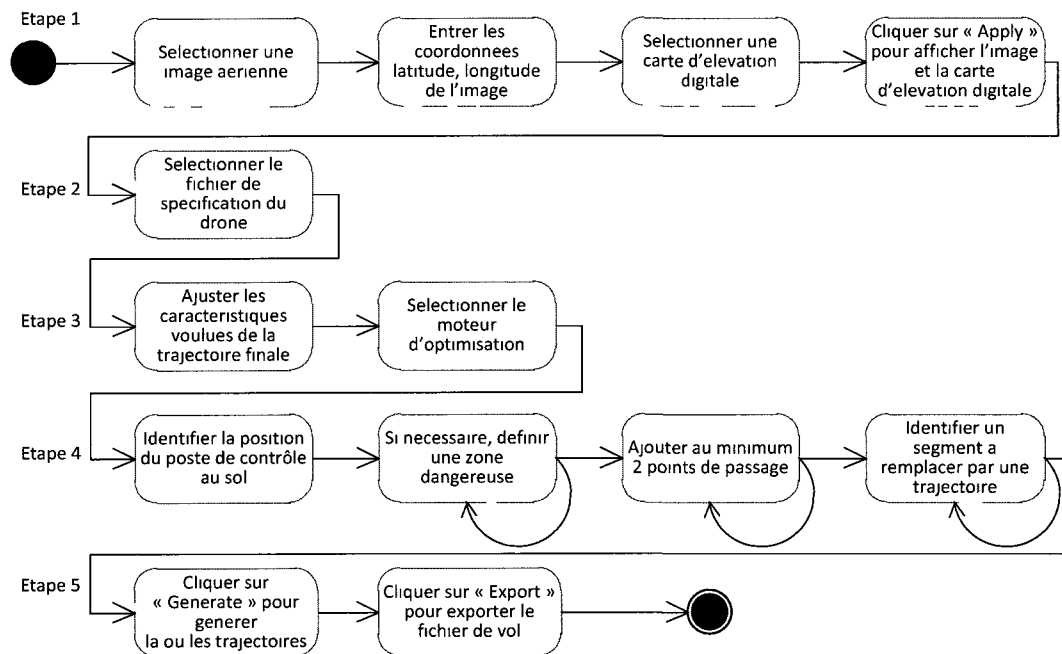 Etape 1
Selectionner une
image aerienne
Entrer les
coordonnees
latitude, longitude
de l'image
Selectionner une
carte d'elevation
digitale
Cliquer sur « Apply »
pour afficher l'image
et la carte
d'elevation digitale
Etape 2
Selectionner le
fichier de
specification du
drone
Etape 3
Ajuster les
caracteristiques
voulues de la
trajectoire finale
Selectionner le
moteur
d'optimisation
Etape 4
Identifier la position
du poste de contrôle
au sol
Si necessaire, definir
une zone
dangereuse
Ajouter au minimum
2 points de passage
Identifier un
segment a
remplacer par une
trajectoire
Etape 5
Cliquer sur
« Generate » pour
generer
la ou les trajectoires
Cliquer sur « Export »
pour exporter le
fichier de vol